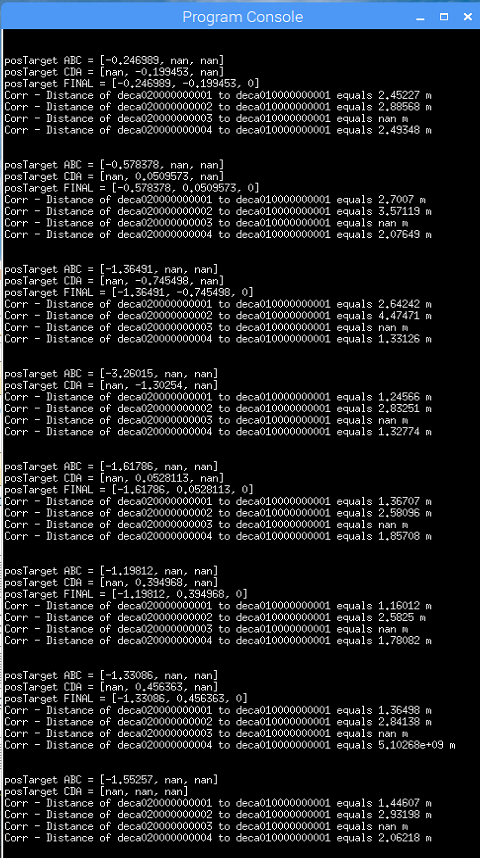 Program Console
posTarget ABC = [-0.246989, nan, nan]
posTarget CDA = [nan, -0.199453, nan]
posTarget FINAL = [-0.246989, -0.199453, 0]
Corr - Distance of deca020000000001 to deca010000000001 equals 2.45227 m
Corr - Distance of deca020000000002 to deca010000000001 equals 2.88568 m
Corr - Distance of deca020000000003 to deca010000000001 equals nan m
Corr - Distance of deca020000000004 to deca010000000001 equals 2.49348 m
posTarget ABC = [-0.578378, nan, nan]
posTarget CDA = [nan, 0.0509573, nan]
posTarget FINAL = [-0.578378, 0.0509573, 0]
Corr - Distance of deca020000000001 to deca010000000001 equals 2.7007 m
Corr - Distance of deca020000000002 to deca010000000001 equals 3.57119 m
Corr - Distance of deca020000000003 to deca010000000001 equals nan m
Corr - Distance of deca020000000004 to deca010000000001 equals 2.07649 m
posTarget ABC = [-1.36491, nan, nan]
posTarget CDA = [nan, -0.745498, nan]
posTarget FINAL = [-1.36491, -0.745498, 0]
Corr - Distance of deca020000000001 to deca010000000001 equals 2.64242 m
Corr - Distance of deca020000000002 to deca010000000001 equals 4.47471 m
Corr - Distance of deca020000000003 to deca010000000001 equals nan m
Corr - Distance of deca020000000004 to deca010000000001 equals 1.33126 m
posTarget ABC = [-3.26015, nan, nan]
posTarget CDA = [nan, -1.30254, nan]
Corr - Distance of deca020000000001 to deca010000000001 equals 1.24566 m
Corr - Distance of deca020000000002 to deca010000000001 equals 2.83251 m
Corr - Distance of deca020000000003 to deca010000000001 equals nan m
Corr - Distance of deca020000000004 to deca010000000001 equals 1.32774 m
posTarget ABC = [-1.61786, nan, nan]
posTarget CDA = [nan, 0.0528113, nan]
posTarget FINAL = [-1.61786, 0.0528113, 0]
Corr - Distance of deca020000000001 to deca010000000001 equals 1.36707 m
Corr - Distance of deca020000000002 to deca010000000001 equals 2.58096 m
Corr - Distance of deca020000000003 to deca010000000001 equals nan m
Corr - Distance of deca020000000004 to deca010000000001 equals 1.85708 m
posTarget ABC = [-1.19812, nan, nan]
posTarget CDA = [nan, 0.394968, nan]
posTarget FINAL = [-1.19812, 0.394968, 0]
Corr - Distance of deca020000000001 to deca010000000001 equals 1.16012 m
Corr - Distance of deca020000000002 to deca010000000001 equals 2.5825 m
Corr - Distance of deca020000000003 to deca010000000001 equals nan m
Corr - Distance of deca020000000004 to deca010000000001 equals 1.78082 m
posTarget ABC = [-1.33086, nan, nan]
posTarget CDA = [nan, 0.456363, nan]
posTarget FINAL = [-1.33086, 0.456363, 0]
Corr - Distance of deca020000000001 to deca010000000001 equals 1.36498 m
Corr - Distance of deca020000000002 to deca010000000001 equals 2.84138 m
Corr - Distance of deca020000000003 to deca010000000001 equals nan m
Corr - Distance of deca020000000004 to deca010000000001 equals 5.10268e+09 m
posTarget ABC = [-1.55257, nan, nan]
posTarget CDA = [nan, nan, nan]
Corr - Distance of deca020000000001 to deca010000000001 equals 1.44607 m
Corr - Distance of deca020000000002 to deca010000000001 equals 2.93198 m
Corr - Distance of deca020000000003 to deca010000000001 equals nan m
Corr - Distance of deca020000000004 to deca010000000001 equals 2.06218 m